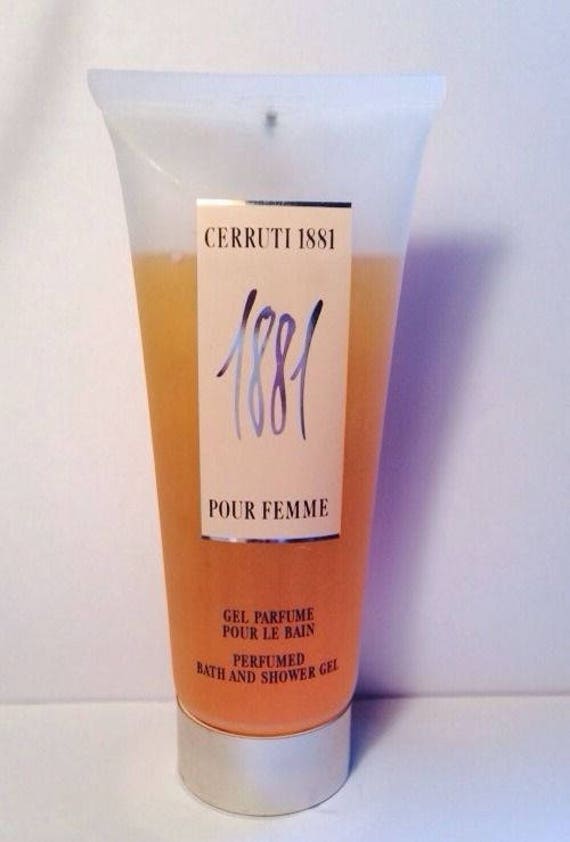 CERRUTI 1881
1881
POUR FEMME
GEL PARFUME
POUR LE BAIN
PERFUMED
BATH AND SHOWER GEL